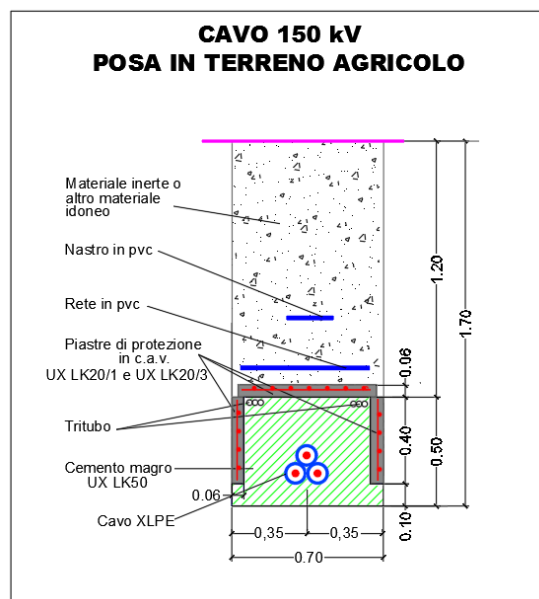 CAVO 150 kV
POSA IN TERRENO AGRICOLO
Materiale inerte o
altro materiale
idoneo
Nastro in pvc
Rete in pvc
Piastre di protezione
in c.a.v.
UX LK20/1 e UX LK20/3
Tritubo
Cemento magro
UX LK50
0.06
Cavo XLPE
0,35
0,35
0.70
1.20
1.70
0.06
0.40
0.50
0.10